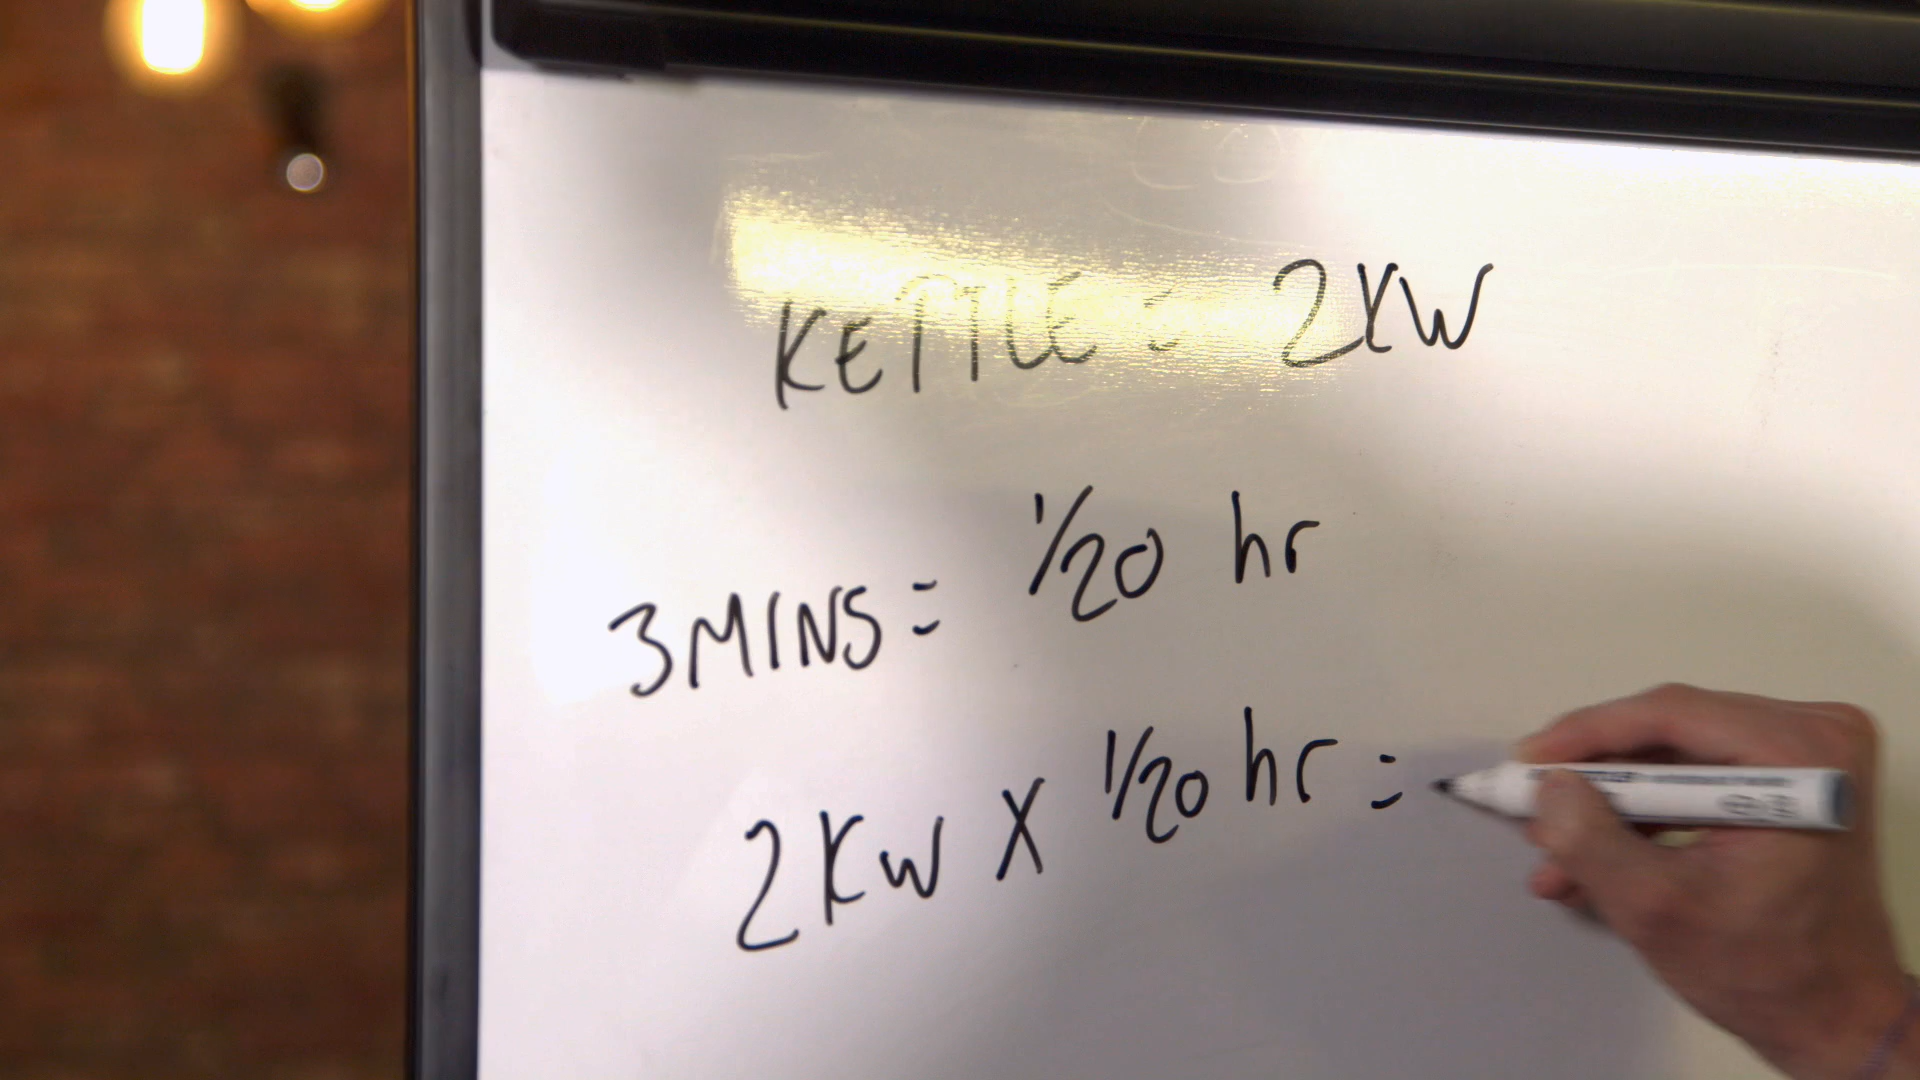 KETTLE = 2KW
3MINS = 1/20 hr
2KW X 1/20 hr =